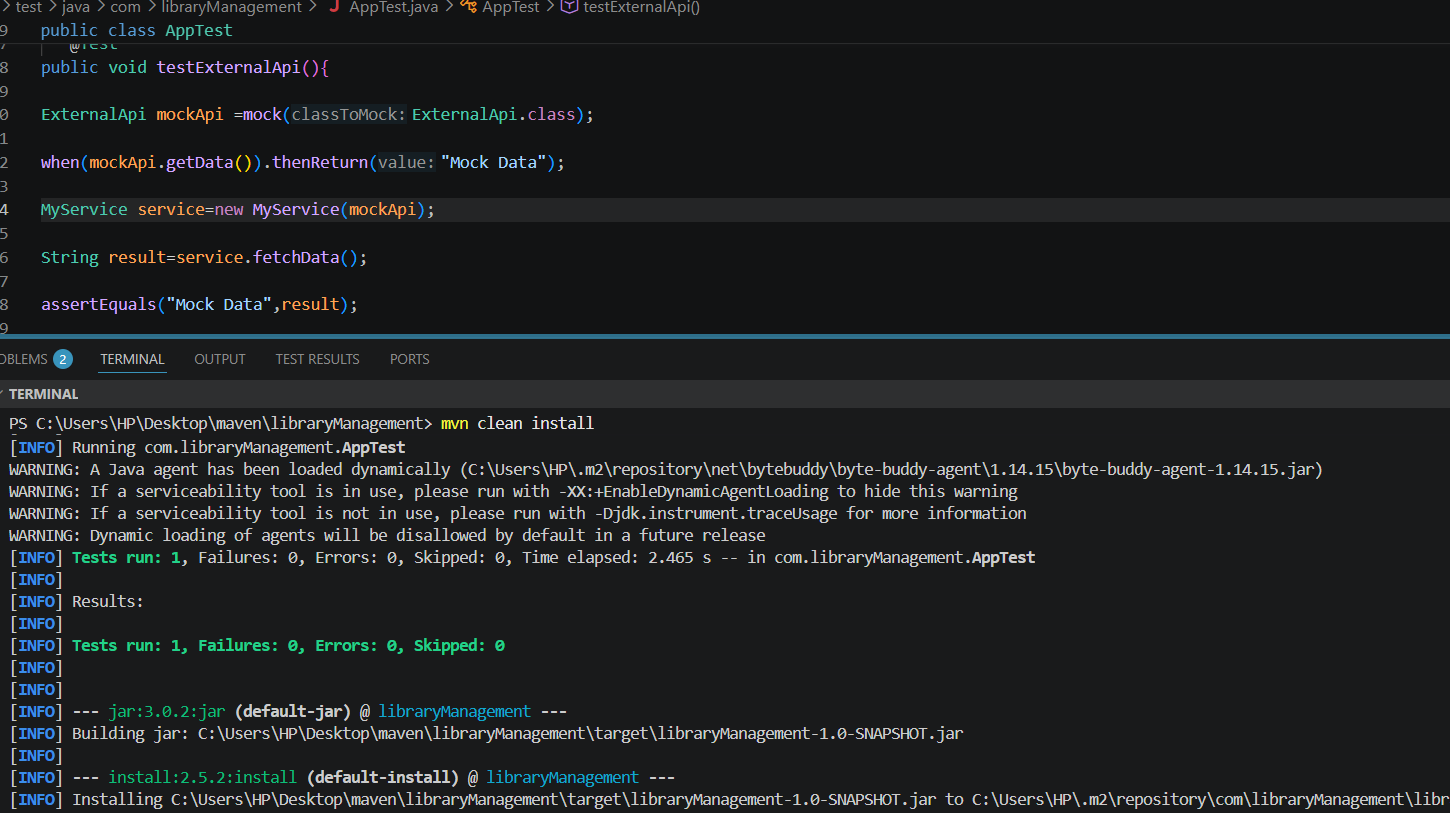 test > java > com > libraryManagement > J AppTest.java > AppTest > testExternalApi()
9 public class AppTest
7 @Test
8 public void testExternalApi(){
9
0 ExternalApi mockApi =mock(classToMock:ExternalApi.class);
1
2 when(mockApi.getData()).thenReturn(value:"Mock Data");
3
4 MyService service=new MyService(mockApi);
5
6 String result=service.fetchData();
7
8 assertEquals("Mock Data",result);
9
OBLEMS 2 TERMINAL OUTPUT TEST RESULTS PORTS
TERMINAL
PS C:\Users\HP\Desktop\maven\libraryManagement> mvn clean install
[INFO] Running com.libraryManagement.AppTest
WARNING: A Java agent has been loaded dynamically (C:\Users\HP\.m2\repository\net\bytebuddy\byte-buddy-agent\1.14.15\byte-buddy-agent-1.14.15.jar)
WARNING: If a serviceability tool is in use, please run with -XX:+EnableDynamicAgentLoading to hide this warning
WARNING: If a serviceability tool is not in use, please run with -Djdk.instrument.traceUsage for more information
WARNING: Dynamic loading of agents will be disallowed by default in a future release
[INFO] Tests run: 1, Failures: 0, Errors: 0, Skipped: 0, Time elapsed: 2.465 s -- in com.libraryManagement.AppTest
[INFO]
[INFO] Results:
[INFO]
[INFO] Tests run: 1, Failures: 0, Errors: 0, Skipped: 0
[INFO]
[INFO]
[INFO] --- jar:3.0.2:jar (default-jar) @ libraryManagement ---
[INFO] Building jar: C:\Users\HP\Desktop\maven\libraryManagement\target\libraryManagement-1.0-SNAPSHOT.jar
[INFO]
[INFO] --- install:2.5.2:install (default-install) @ libraryManagement ---
[INFO] Installing C:\Users\HP\Desktop\maven\libraryManagement\target\libraryManagement-1.0-SNAPSHOT.jar to C:\Users\HP\.m2\repository\com\libraryManagement\libr